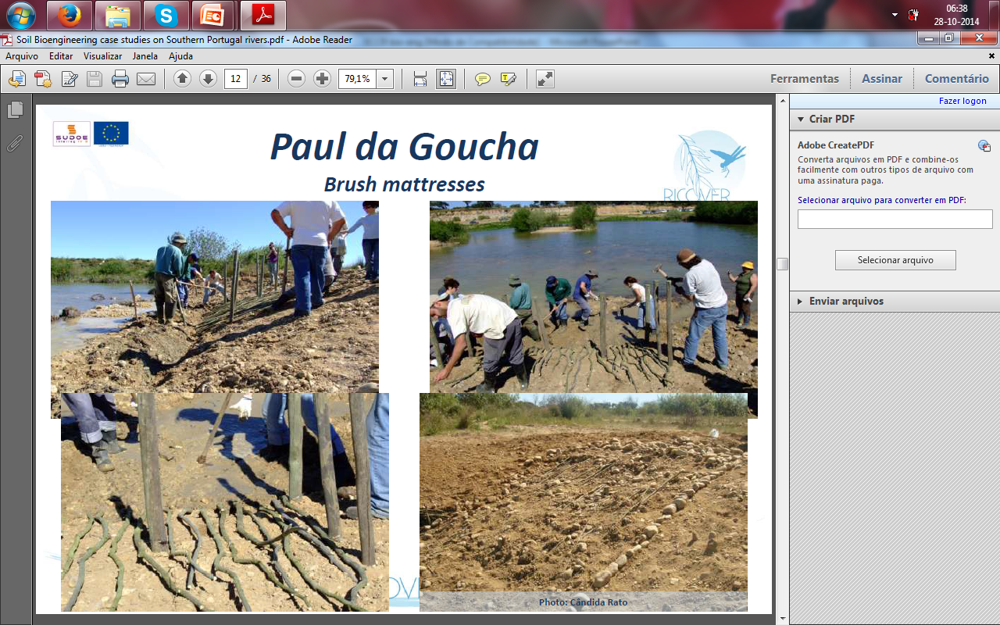 06:38
28-10-2014
Soil Bioengineering case studies on Southern Portugal rivers.pdf - Adobe Reader
Arquivo Editar Visualizar Janela Ajuda
12 / 36 79,1% Ferramentas Assinar Comentário
Fazer logon
Criar PDF
Adobe CreatePDF
Converta arquivos em PDF e combine-os
facilmente com outros tipos de arquivo com
uma assinatura paga.
Selecionar arquivo para converter em PDF:
Selecionar arquivo
Enviar arquivos
SUDOE
Paul da Goucha
Brush mattresses
RICOVER
Photo: Cândida Rato